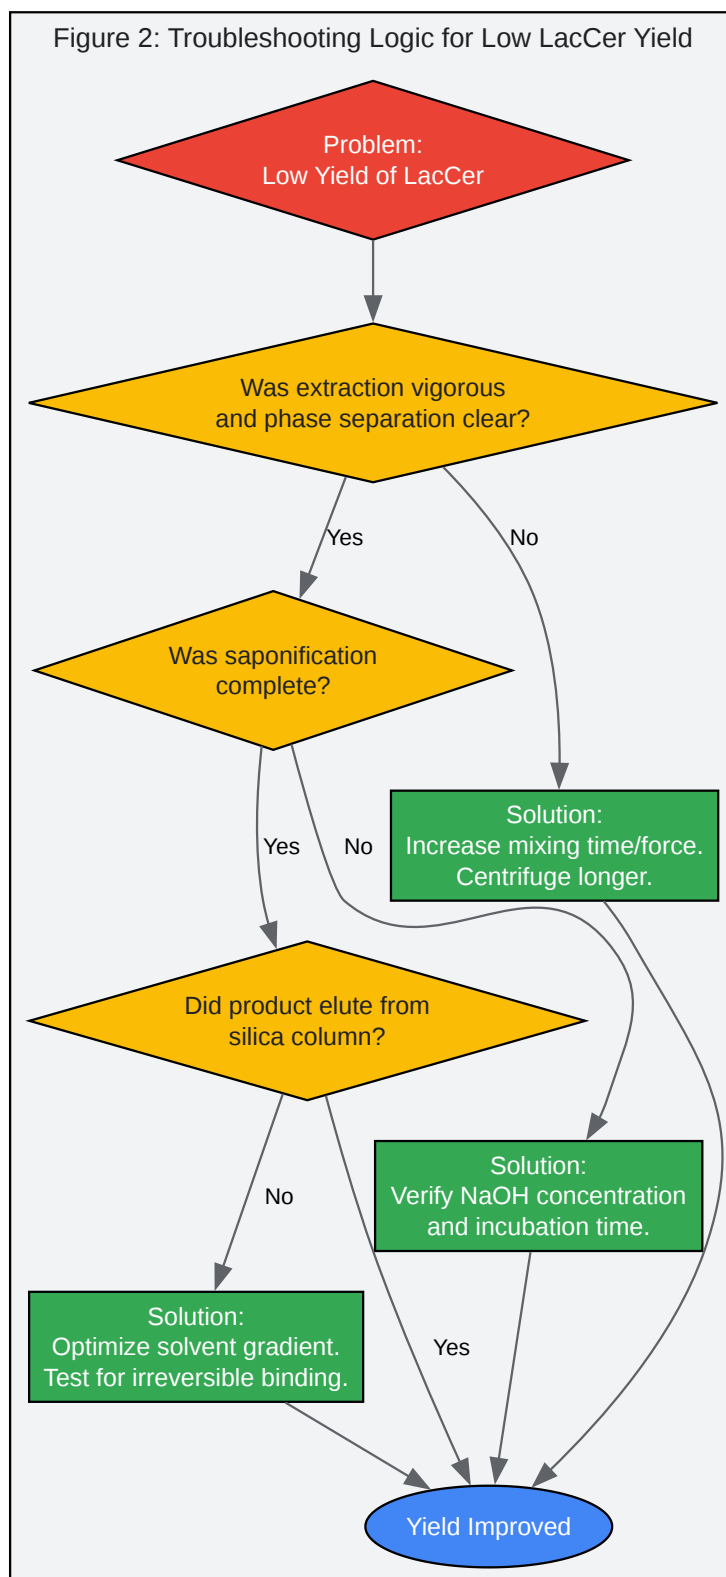 Figure 2: Troubleshooting Logic for Low LacCer Yield
Problem:
Low Yield of LacCer
Was extraction vigorous
and phase separation clear?
Yes
No
Was saponification
complete?
Solution:
Increase mixing time/force.
Centrifuge longer.
Yes
No
Did product elute from
silica column?
Solution:
Verify NaOH concentration
and incubation time.
No
Solution:
Optimize solvent gradient.
Test for irreversible binding.
Yes
Yield Improved